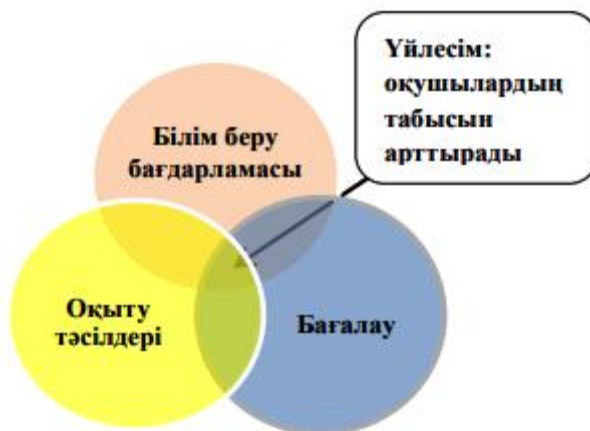 Үйлесім:
оқушылардың
табысын
арттырады
Білім беру
бағдарламасы
Оқыту
тәсілдері
Бағалау